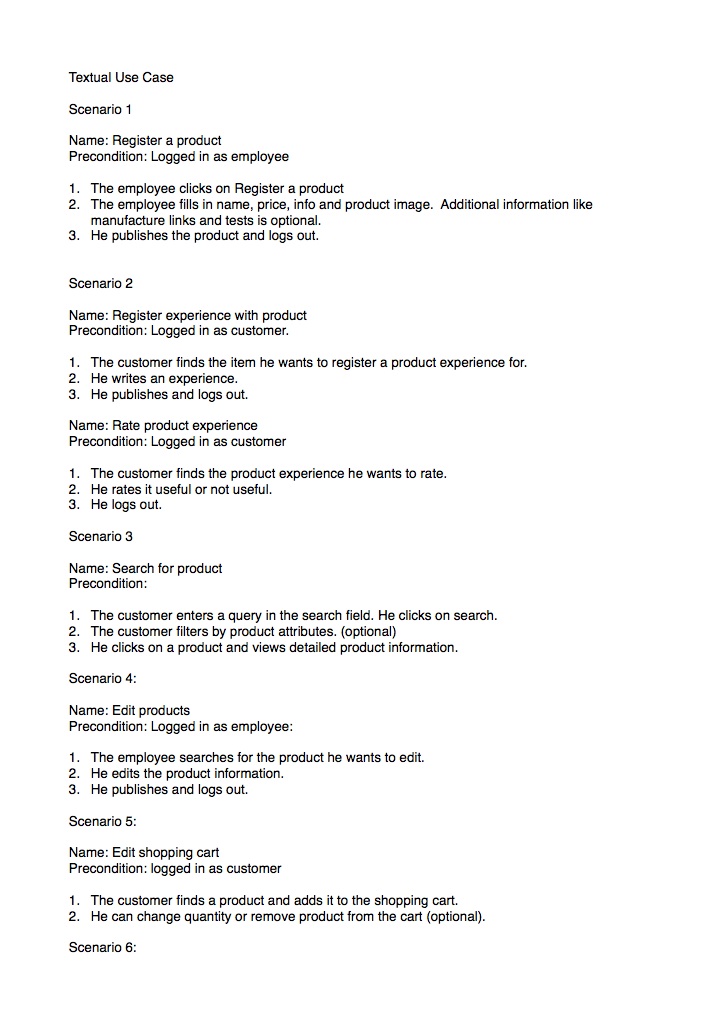 Textual Use Case
Scenario 1
Name: Register a product
Precondition: Logged in as employee
1. The employee clicks on Register a product
2. The employee fills in name, price, info and product image.  Additional information like
manufacture links and tests is optional.
3. He publishes the product and logs out.
Scenario 2
Name: Register experience with product
Precondition: Logged in as customer.
1. The customer finds the item he wants to register a product experience for.
2. He writes an experience.
3. He publishes and logs out.
Name: Rate product experience
Precondition: Logged in as customer
1. The customer finds the product experience he wants to rate.
2. He rates it useful or not useful.
3. He logs out.
Scenario 3
Name: Search for product
Precondition:
1. The customer enters a query in the search field. He clicks on search.
2. The customer filters by product attributes. (optional)
3. He clicks on a product and views detailed product information.
Scenario 4:
Name: Edit products
Precondition: Logged in as employee:
1. The employee searches for the product he wants to edit.
2. He edits the product information.
3. He publishes and logs out.
Scenario 5:
Name: Edit shopping cart
Precondition: logged in as customer
1. The customer finds a product and adds it to the shopping cart.
2. He can change quantity or remove product from the cart (optional).
Scenario 6: